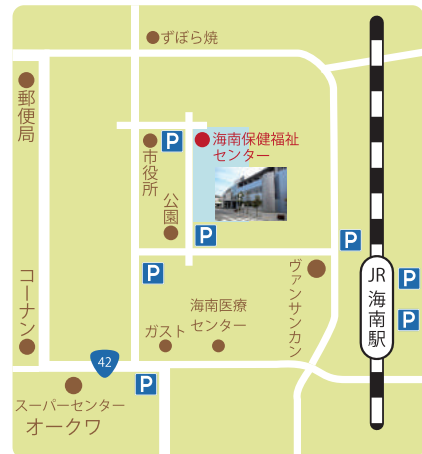 ずぼら焼
郵便局
P
市役所
海南保健福祉
センター
公園
P
P
P
ヴァンサンカン
JR
海南駅
P
P
コーナン
海南医療
センター
ガスト
42
P
スーパーセンター
オークワ